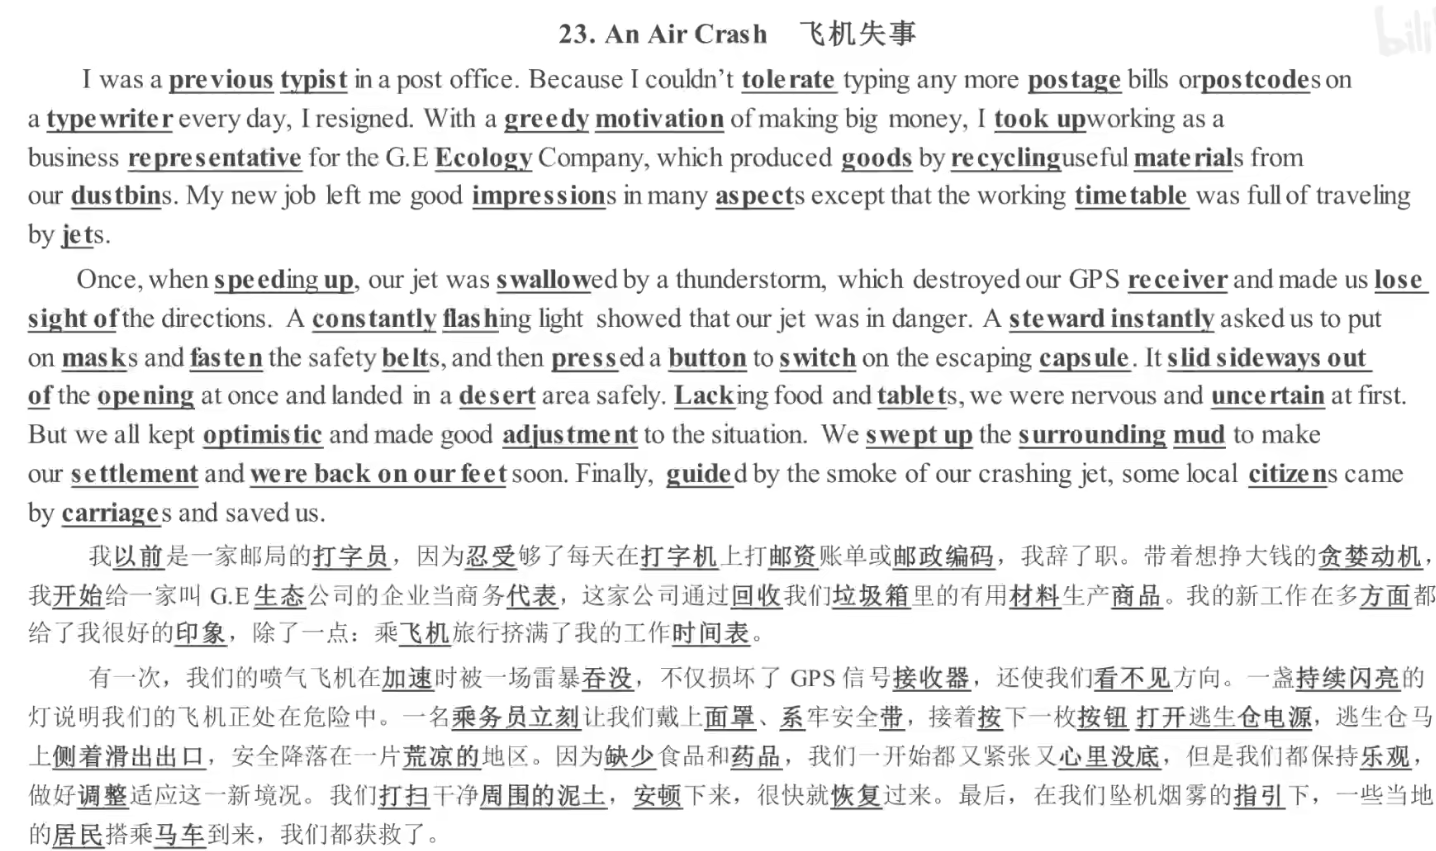 23. An Air Crash 飞机失事
bili
I was a previous typist in a post office. Because I couldn't tolerate typing any more postage bills orpostcodes on
a typewriter every day, I resigned. With a greedy motivation of making big money, I took upworking as a
business representative for the G.E Ecology Company, which produced goods by recyclinguseful materials from
our dustbins. My new job left me good impressions in many aspects except that the working timetable was full of traveling
by jets.
Once, when speeding up, our jet was swallowed by a thunderstorm, which destroyed our GPS receiver and made us lose
sight of the directions. A constantly flashing light showed that our jet was in danger. A steward instantly asked us to put
on masks and fasten the safety belts, and then pressed a button to switch on the escaping capsule. It slid sideways out
of the opening at once and landed in a desert area safely. Lacking food and tablets, we were nervous and uncertain at first.
But we all kept optimistic and made good adjustment to the situation. We swept up the surrounding mud to make
our settlement and were back on our feet soon. Finally, guided by the smoke of our crashing jet, some local citizens came
by carriages and saved us.
我以前是一家邮局的打字员，因为忍受够了每天在打字机上打邮资账单或邮政编码，我辞了职。带着想挣大钱的贪婪动机，
我开始给一家叫 G.E 生态公司的企业当商务代表，这家公司通过回收我们垃圾箱里的有用材料生产商品。我的新工作在多方面都
给了我很好的印象，除了一点：乘飞机旅行挤满了我的工作时间表。
有一次，我们的喷气飞机在加速时被一场雷暴吞没，不仅损坏了 GPS 信号接收器，还使我们看不见方向。一盏持续闪亮的
灯说明我们的飞机正处在危险中。一名乘务员立刻让我们戴上面罩、系牢安全带，接着按下一枚按钮 打开逃生仓电源，逃生仓马
上侧着滑出出口，安全降落在一片荒凉的地区。因为缺少食品和药品，我们一开始都又紧张又心里没底，但是我们都保持乐观，
做好调整适应这一新境况。我们打扫干净周围的泥土，安顿下来，很快就恢复过来。最后，在我们坠机烟雾的指引下，一些当地
的居民搭乘马车到来，我们都获救了。